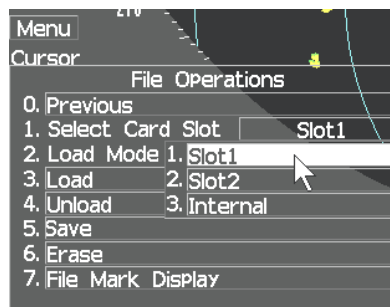 210
Menu
Cursor
File Operations
0. Previous
1. Select Card Slot Slot1
2. Load Mode 1. Slot1
3. Load 2. Slot2
4. Unload 3. Internal
5. Save
6. Erase
7. File Mark Display